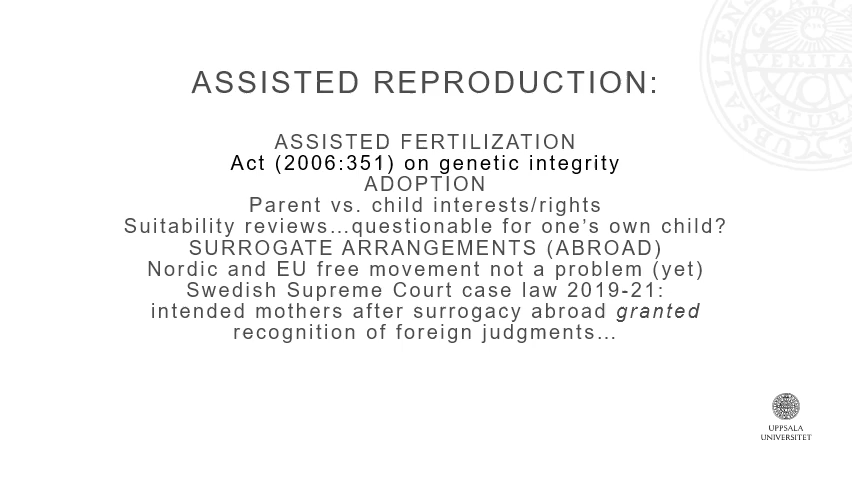 ASSISTED REPRODUCTION:
ASSISTED FERTILIZATION
Act (2006:351) on genetic integrity
ADOPTION
Parent vs. child interests/rights
Suitability reviews…questionable for one’s own child?
SURROGATE ARRANGEMENTS (ABROAD)
Nordic and EU free movement not a problem (yet)
Swedish Supreme Court case law 2019-21:
intended mothers after surrogacy abroad granted
recognition of foreign judgments…
UPPSALA
UNIVERSITET